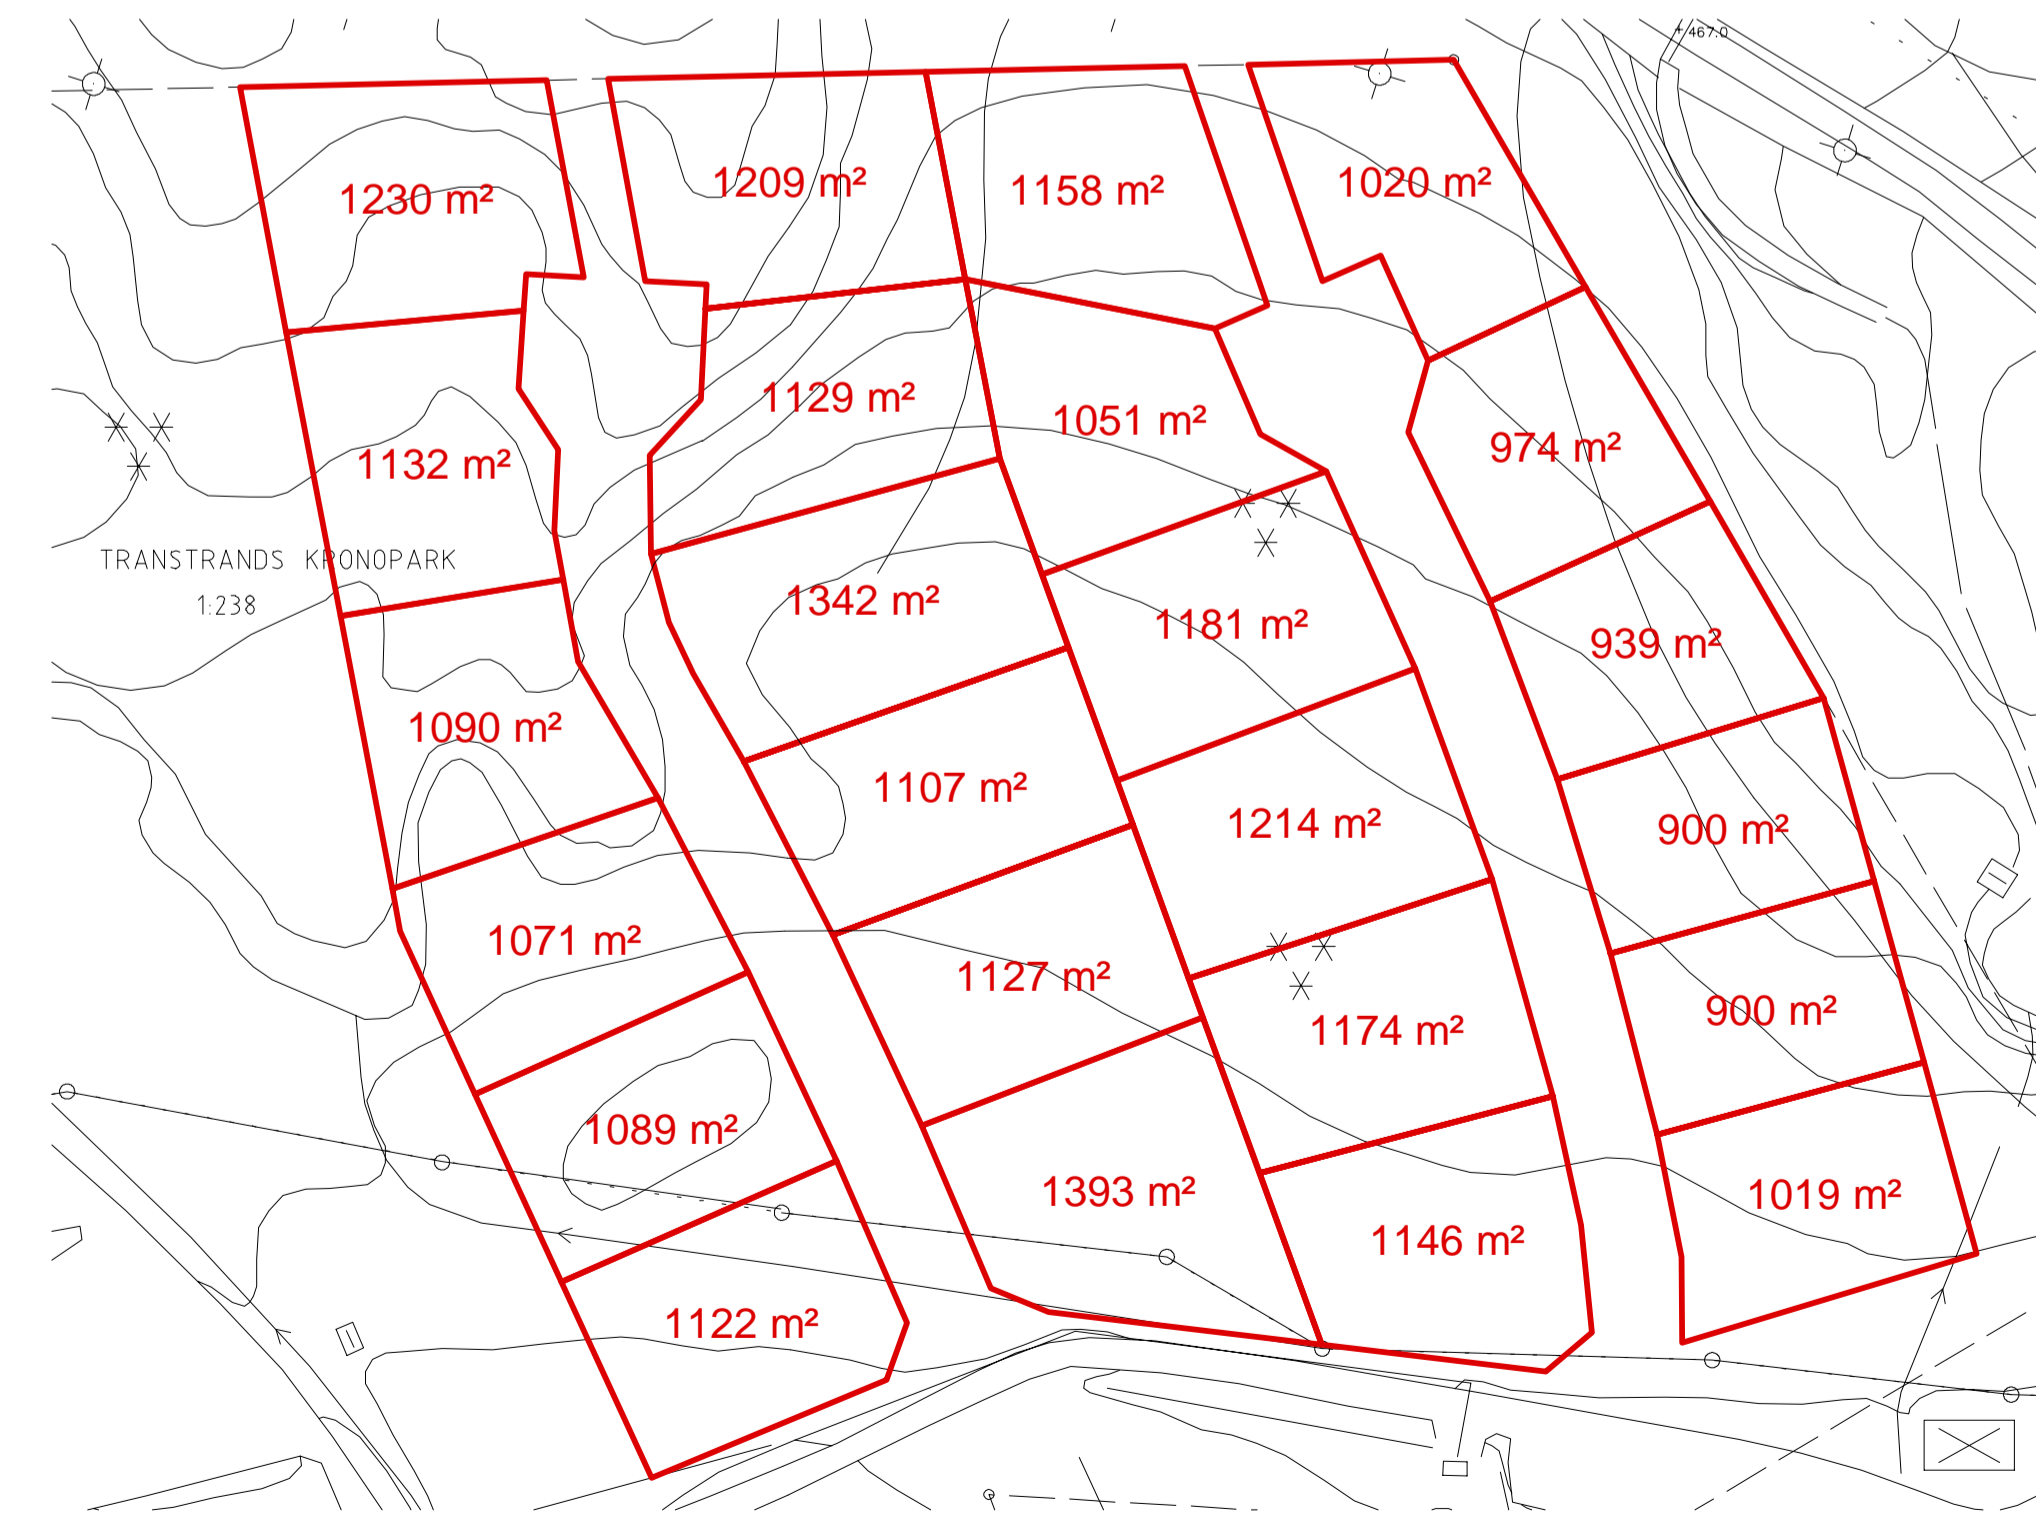 + 467.0
1230 m²
1209 m²
1158 m²
1020 m²
1132 m²
1129 m²
1051 m²
974 m²
TRANSTRANDS KRONOPARK
1:238
1342 m²
1181 m²
939 m²
1090 m²
1107 m²
1214 m²
900 m²
1071 m²
1127 m²
1174 m²
900 m²
1089 m²
1393 m²
1146 m²
1019 m²
1122 m²